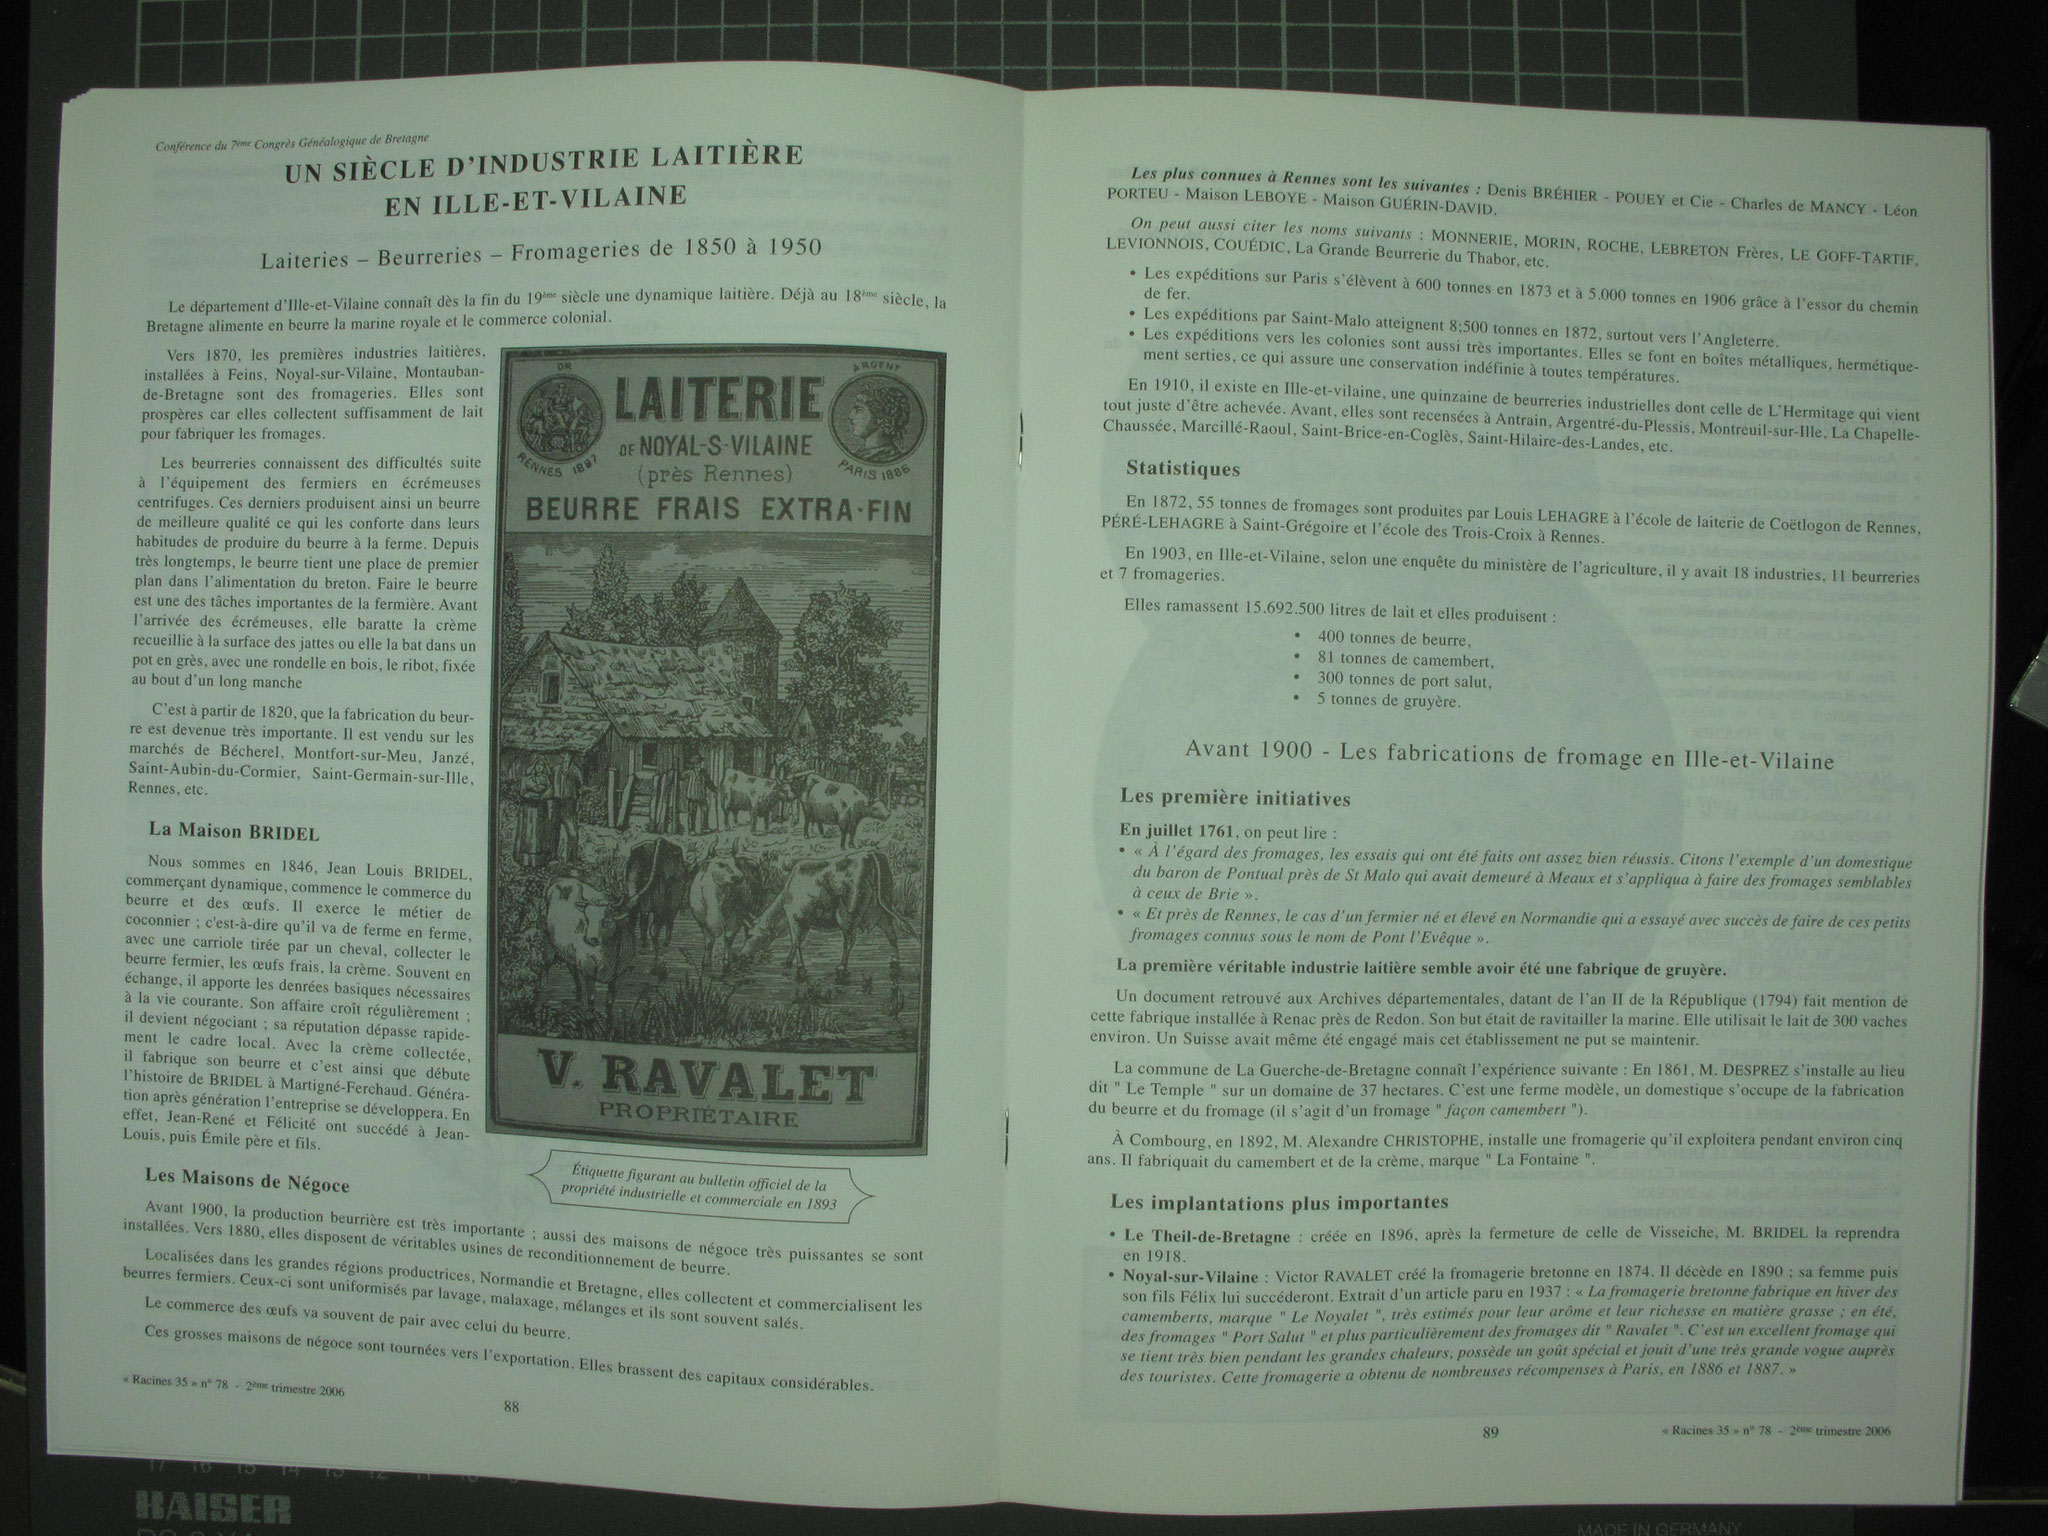 Conférence du 7ème Congrès Généalogique de Bretagne
UN SIÈCLE D'INDUSTRIE LAITIÈRE
EN ILLE-ET-VILAINE
Laiteries – Beurreries – Fromageries de 1850 à 1950
Le département d'Ille-et-Vilaine connaît dès la fin du 19ème siècle une dynamique laitière. Déjà au 18ème siècle, la
Bretagne alimente en beurre la marine royale et le commerce colonial.
Vers 1870, les premières industries laitières,
installées à Feins, Noyal-sur-Vilaine, Montauban-
de-Bretagne sont des fromageries. Elles sont
prospères car elles collectent suffisamment de lait
pour fabriquer les fromages.
Les beurreries connaissent des difficultés suite
à l'équipement des fermiers en écrémeuses
centrifuges. Ces derniers produisent ainsi un beurre
de meilleure qualité ce qui les conforte dans leurs
habitudes de produire du beurre à la ferme. Depuis
très longtemps, le beurre tient une place de premier
plan dans l'alimentation du breton. Faire le beurre
est une des tâches importantes de la fermière. Avant
l'arrivée des écrémeuses, elle baratte la crème
recueillie à la surface des jattes ou elle la bat dans un
pot en grès, avec une rondelle en bois, le ribot, fixée
au bout d'un long manche
C'est à partir de 1820, que la fabrication du beur-
re est devenue très importante. Il est vendu sur les
marchés de Bécherel, Montfort-sur-Meu, Janzé,
Saint-Aubin-du-Cormier, Saint-Germain-sur-Ille,
Rennes, etc.
La Maison BRIDEL
Nous sommes en 1846, Jean Louis BRIDEL,
commerçant dynamique, commence le commerce du
beurre et des œufs. Il exerce le métier de
coconnier ; c'est-à-dire qu'il va de ferme en ferme,
avec une carriole tirée par un cheval, collecter le
beurre fermier, les œufs frais, la crème. Souvent en
échange, il apporte les denrées basiques nécessaires
à la vie courante. Son affaire croît régulièrement ;
il devient négociant ; sa réputation dépasse rapide-
ment le cadre local. Avec la crème collectée,
il fabrique son beurre et c'est ainsi que débute
l'histoire de BRIDEL à Martigné-Ferchaud. Généra-
tion après génération l'entreprise se développera. En
effet, Jean-René et Félicité ont succédé à Jean-
Louis, puis Émile père et fils.
OR
RENNES 1887
ARGENT
PARIS 1886
LAITERIE
DE NOYAL-S-VILAINE
(près Rennes)
BEURRE FRAIS EXTRA-FIN
V. RAVALET
PROPRIÉTAIRE
Étiquette figurant au bulletin officiel de la
propriété industrielle et commerciale en 1893
Les Maisons de Négoce
Avant 1900, la production beurrière est très importante ; aussi des maisons de négoce très puissantes se sont
installées. Vers 1880, elles disposent de véritables usines de reconditionnement de beurre.
Localisées dans les grandes régions productrices, Normandie et Bretagne, elles collectent et commercialisent les
beurres fermiers. Ceux-ci sont uniformisés par lavage, malaxage, mélanges et ils sont souvent salés.
Le commerce des œufs va souvent de pair avec celui du beurre.
Ces grosses maisons de négoce sont tournées vers l'exportation. Elles brassent des capitaux considérables.
« Racines 35 » n° 78 - 2ème trimestre 2006
88
Les plus connues à Rennes sont les suivantes : Denis BRÉHIER - POUEY et Cie - Charles de MANCY - Léon
PORTEU - Maison LEBOYE - Maison GUÉRIN-DAVID.
On peut aussi citer les noms suivants : MONNERIE, MORIN, ROCHE, LEBRETON Frères, LE GOFF-TARTIF,
LEVIONNOIS, COUÉDIC, La Grande Beurrerie du Thabor, etc.
• Les expéditions sur Paris s'élèvent à 600 tonnes en 1873 et à 5.000 tonnes en 1906 grâce à l'essor du chemin
de fer.
• Les expéditions par Saint-Malo atteignent 8;500 tonnes en 1872, surtout vers l'Angleterre.
• Les expéditions vers les colonies sont aussi très importantes. Elles se font en boîtes métalliques, hermétique-
ment serties, ce qui assure une conservation indéfinie à toutes températures.
En 1910, il existe en Ille-et-vilaine, une quinzaine de beurreries industrielles dont celle de L'Hermitage qui vient
tout juste d'être achevée. Avant, elles sont recensées à Antrain, Argentré-du-Plessis, Montreuil-sur-Ille, La Chapelle-
Chaussée, Marcillé-Raoul, Saint-Brice-en-Coglès, Saint-Hilaire-des-Landes, etc.
Statistiques
En 1872, 55 tonnes de fromages sont produites par Louis LEHAGRE à l'école de laiterie de Coëtlogon de Rennes,
PÉRÉ-LEHAGRE à Saint-Grégoire et l'école des Trois-Croix à Rennes.
En 1903, en Ille-et-Vilaine, selon une enquête du ministère de l'agriculture, il y avait 18 industries, 11 beurreries
et 7 fromageries.
Elles ramassent 15.692.500 litres de lait et elles produisent :
• 400 tonnes de beurre,
• 81 tonnes de camembert,
• 300 tonnes de port salut,
• 5 tonnes de gruyère.
Avant 1900 - Les fabrications de fromage en Ille-et-Vilaine
Les première initiatives
En juillet 1761, on peut lire :
• « À l'égard des fromages, les essais qui ont été faits ont assez bien réussis. Citons l'exemple d'un domestique
du baron de Pontual près de St Malo qui avait demeuré à Meaux et s'appliqua à faire des fromages semblables
à ceux de Brie ».
• « Et près de Rennes, le cas d'un fermier né et élevé en Normandie qui a essayé avec succès de faire de ces petits
fromages connus sous le nom de Pont l'Evêque ».
La première véritable industrie laitière semble avoir été une fabrique de gruyère.
Un document retrouvé aux Archives départementales, datant de l'an II de la République (1794) fait mention de
cette fabrique installée à Renac près de Redon. Son but était de ravitailler la marine. Elle utilisait le lait de 300 vaches
environ. Un Suisse avait même été engagé mais cet établissement ne put se maintenir.
La commune de La Guerche-de-Bretagne connaît l'expérience suivante : En 1861, M. DESPREZ s'installe au lieu
dit " Le Temple " sur un domaine de 37 hectares. C'est une ferme modèle, un domestique s'occupe de la fabrication
du beurre et du fromage (il s'agit d'un fromage " façon camembert ").
À Combourg, en 1892, M. Alexandre CHRISTOPHE, installe une fromagerie qu'il exploitera pendant environ cinq
ans. Il fabriquait du camembert et de la crème, marque " La Fontaine ".
Les implantations plus importantes
• Le Theil-de-Bretagne : créée en 1896, après la fermeture de celle de Visseiche, M. BRIDEL la reprendra
en 1918.
• Noyal-sur-Vilaine : Victor RAVALET créé la fromagerie bretonne en 1874. Il décède en 1890 ; sa femme puis
son fils Félix lui succéderont. Extrait d'un article paru en 1937 : « La fromagerie bretonne fabrique en hiver des
camemberts, marque " Le Noyalet ", très estimés pour leur arôme et leur richesse en matière grasse ; en été,
des fromages " Port Salut " et plus particulièrement des fromages dit " Ravalet ". C'est un excellent fromage qui
se tient très bien pendant les grandes chaleurs, possède un goût spécial et jouit d'une très grande vogue auprès
des touristes. Cette fromagerie a obtenu de nombreuses récompenses à Paris, en 1886 et 1887. »
89
« Racines 35 » n° 78 - 2ème trimestre 2006
17 16 15 14 13 12 11 10
KAISER
MADE IN GERMANY